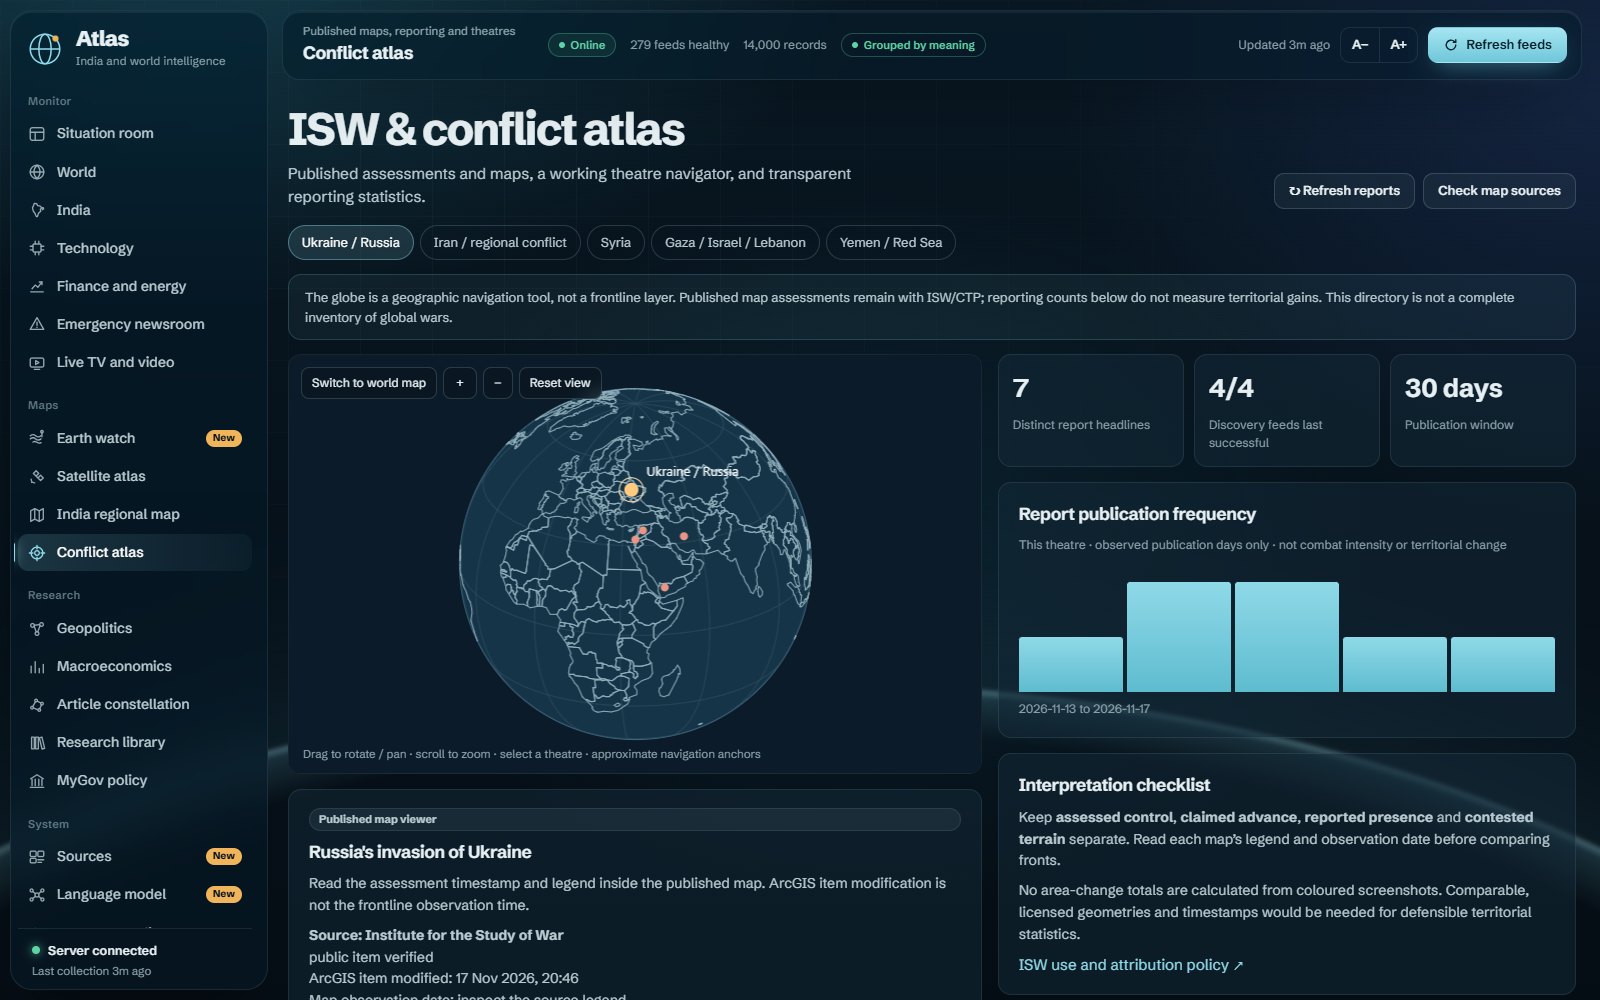 Atlas
India and world intelligence
Monitor
Situation room
World
India
Technology
Finance and energy
Emergency newsroom
Live TV and video
Maps
Earth watch
New
Satellite atlas
India regional map
Conflict atlas
Research
Geopolitics
Macroeconomics
Article constellation
Research library
MyGov policy
System
Sources
New
Language model
New
Server connected
Last collection 3m ago
Published maps, reporting and theatres
Conflict atlas
Online
279 feeds healthy
14,000 records
Grouped by meaning
Updated 3m ago
A−
A+
Refresh feeds
ISW & conflict atlas
Published assessments and maps, a working theatre navigator, and transparent
reporting statistics.
↻ Refresh reports
Check map sources
Ukraine / Russia
Iran / regional conflict
Syria
Gaza / Israel / Lebanon
Yemen / Red Sea
The globe is a geographic navigation tool, not a frontline layer. Published map assessments remain with ISW/CTP; reporting counts below do not measure territorial gains. This directory is not a complete
inventory of global wars.
Switch to world map
+
−
Reset view
Ukraine / Russia
Drag to rotate / pan · scroll to zoom · select a theatre · approximate navigation anchors
7
Distinct report headlines
4/4
Discovery feeds last
successful
30 days
Publication window
Report publication frequency
This theatre · observed publication days only · not combat intensity or territorial change
2026-11-13 to 2026-11-17
Published map viewer
Russia's invasion of Ukraine
Read the assessment timestamp and legend inside the published map. ArcGIS item modification is
not the frontline observation time.
Source: Institute for the Study of War
public item verified
ArcGIS item modified: 17 Nov 2026, 20:46
Map observation date: inspect the source legend
Interpretation checklist
Keep assessed control, claimed advance, reported presence and contested
terrain separate. Read each map's legend and observation date before comparing
fronts.
No area-change totals are calculated from coloured screenshots. Comparable,
licensed geometries and timestamps would be needed for defensible territorial
statistics.
ISW use and attribution policy ↗